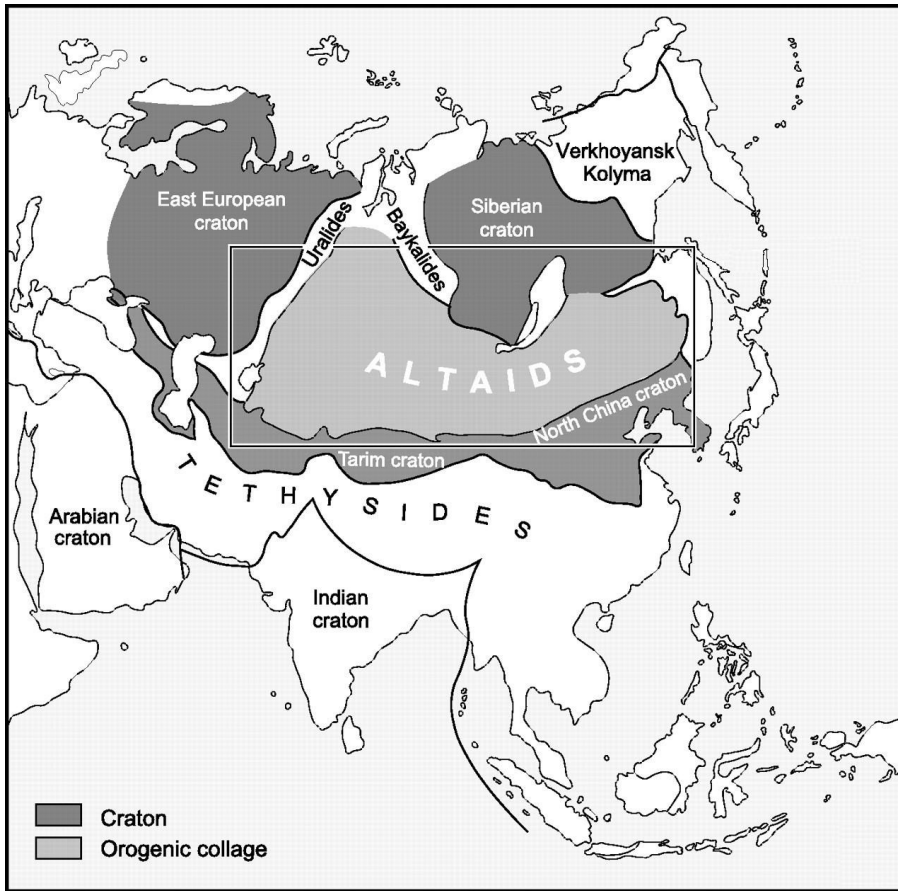 Verkhoyansk
Kolyma
East European
craton
Siberian
craton
Uralides
Baykalides
ALTAIDS
North China craton
Tarim craton
TETHYSIDES
Arabian
craton
Indian
craton
Craton
Orogenic collage